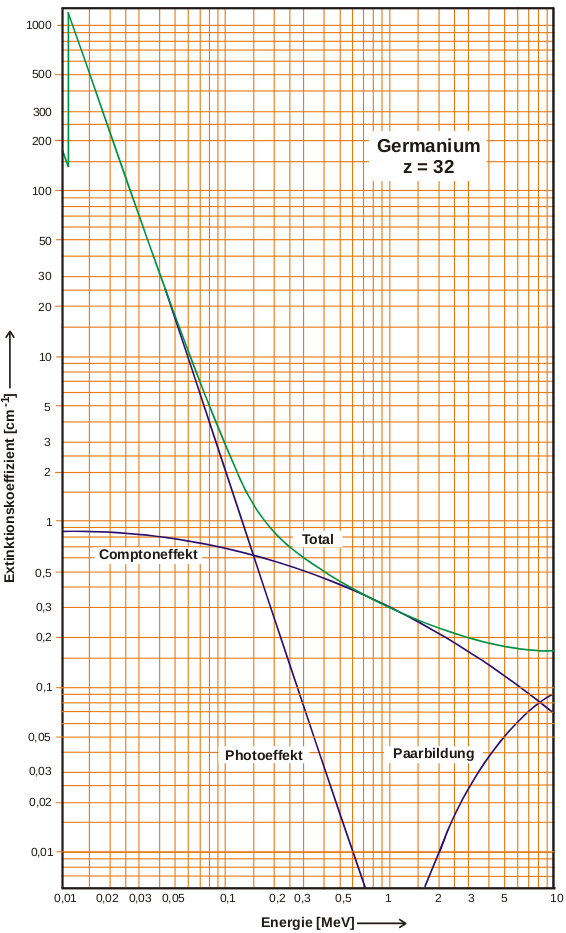 1000
500
300
200
100
50
30
20
10
5
3
2
1
0,5
0,3
0,2
0,1
0,05
0,03
0,02
0,01
Extinktionskoeffizient [cm⁻¹]
Germanium
z = 32
Total
Comptoneffekt
Photoeffekt
Paarbildung
0,01 0,02 0,03 0,05 0,1 0,2 0,3 0,5 1 2 3 5 10
Energie [MeV]